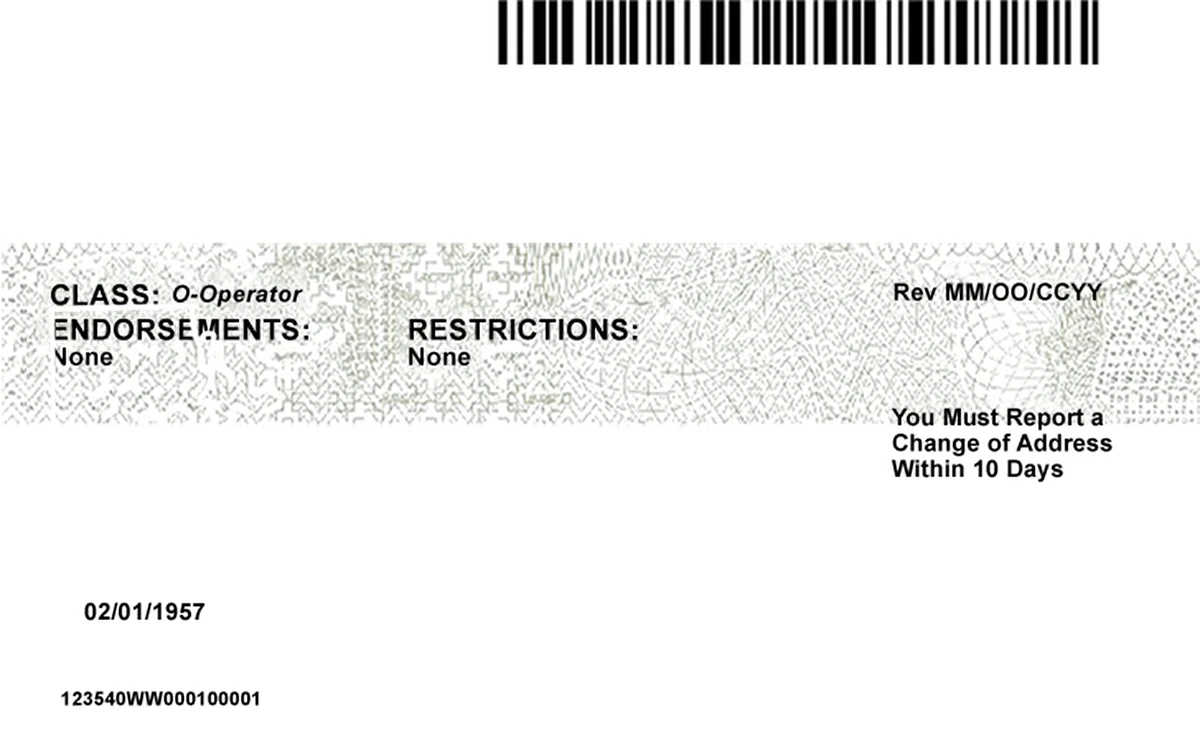 CLASS: O-Operator
Rev MM/OO/CCYY
ENDORSEMENTS:
RESTRICTIONS:
None
None
You Must Report a
Change of Address
Within 10 Days
02/01/1957
123540WW000100001